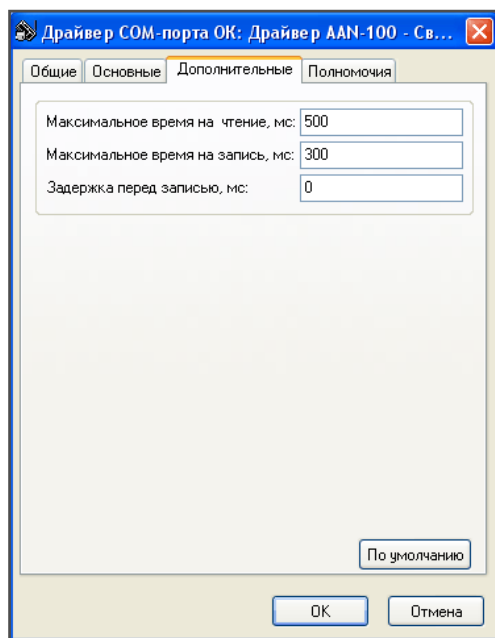 Драйвер COM-порта ОК: Драйвер AAN-100 - Св...
Общие Основные Дополнительные Полномочия
Максимальное время на чтение, мс: 500
Максимальное время на запись, мс: 300
Задержка перед записью, мс: 0
По умолчанию
ОК Отмена